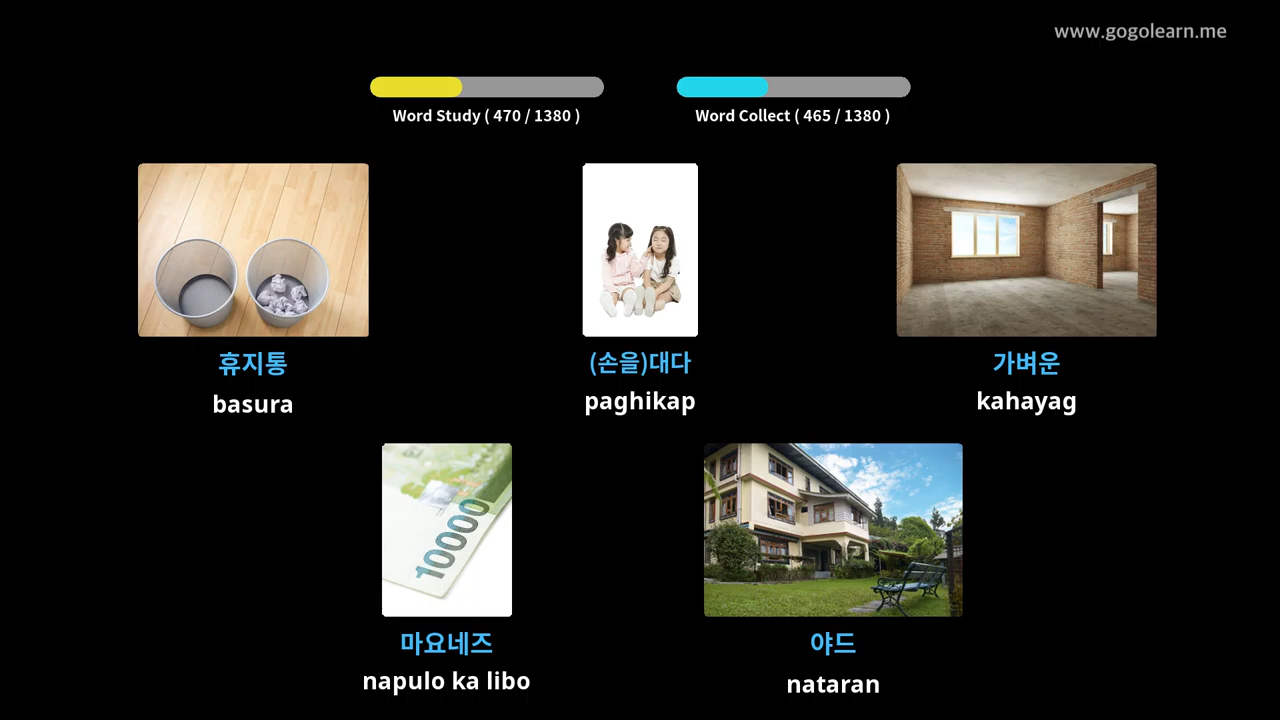 www.gogolearn.me
Word Study ( 470 / 1380 )
Word Collect ( 465 / 1380 )
휴지통
basura
(손을)대다
paghikap
가벼운
kahayag
10000
마요네즈
napulo ka libo
야드
nataran